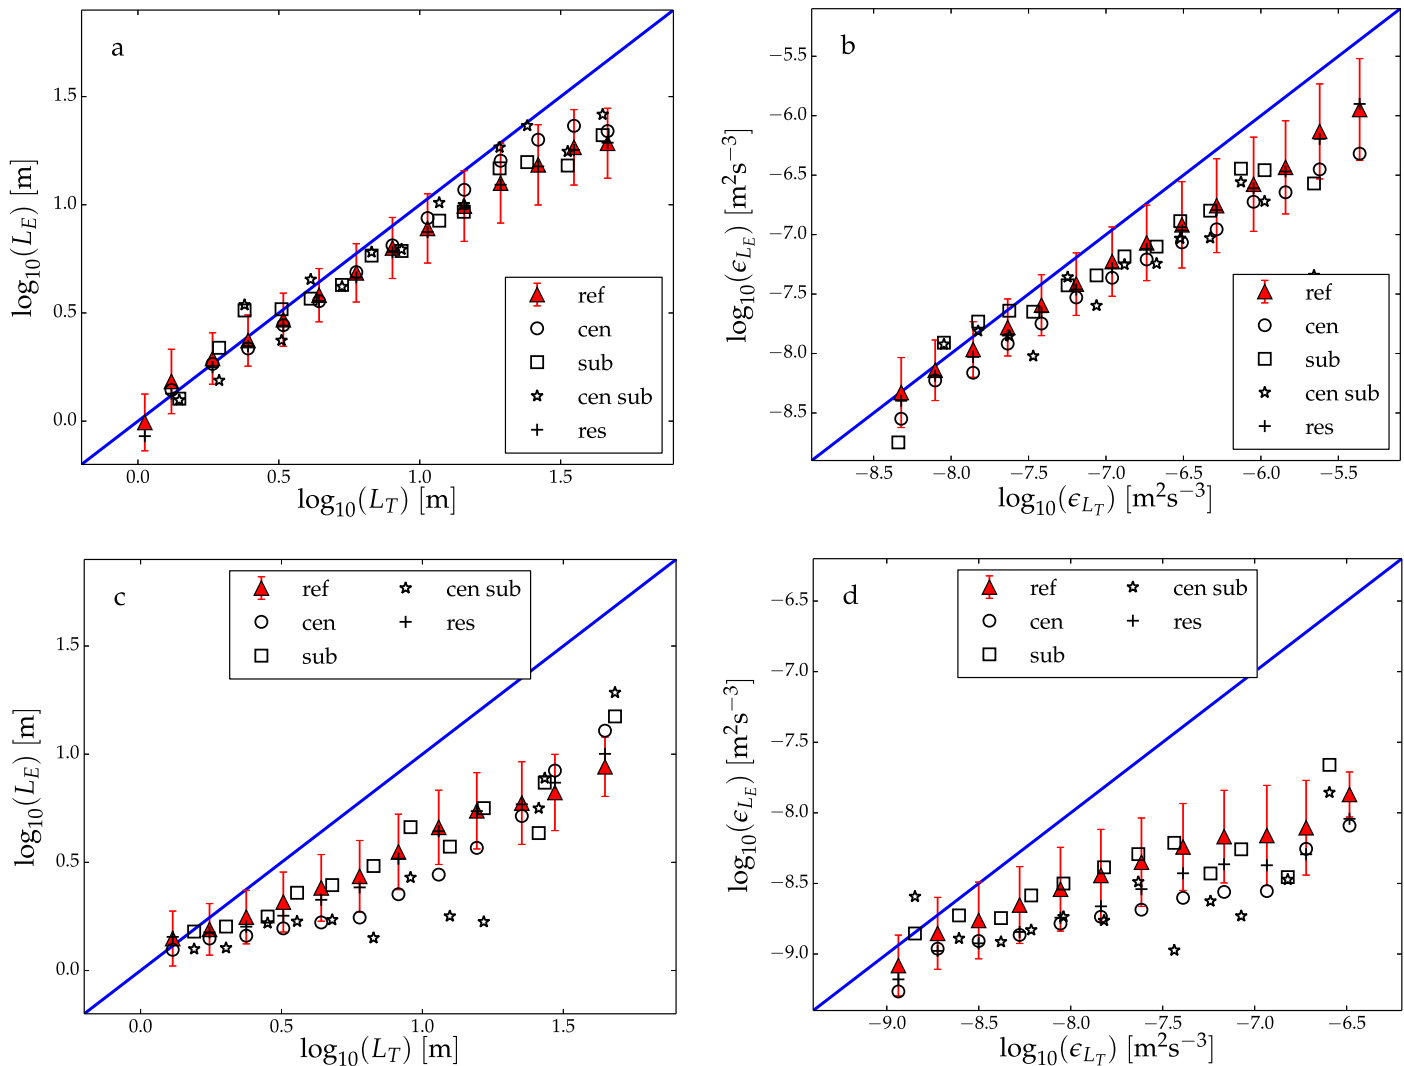 a
log10(LE) [m]
1.5
1.0
0.5
0.0
0.0 0.5 1.0 1.5
log10(LT) [m]
ref
cen
sub
cen sub
res
b
log10(ϵLE) [m2s−3]
−5.5
−6.0
−6.5
−7.0
−7.5
−8.0
−8.5
−8.5 −8.0 −7.5 −7.0 −6.5 −6.0 −5.5
log10(ϵLT) [m2s−3]
ref
cen
sub
cen sub
res
c
log10(LE) [m]
1.5
1.0
0.5
0.0
0.0 0.5 1.0 1.5
log10(LT) [m]
ref cen sub
cen res
sub
d
log10(ϵLE) [m2s−3]
−6.5
−7.0
−7.5
−8.0
−8.5
−9.0
−9.0 −8.5 −8.0 −7.5 −7.0 −6.5
log10(ϵLT) [m2s−3]
ref cen sub
cen res
sub